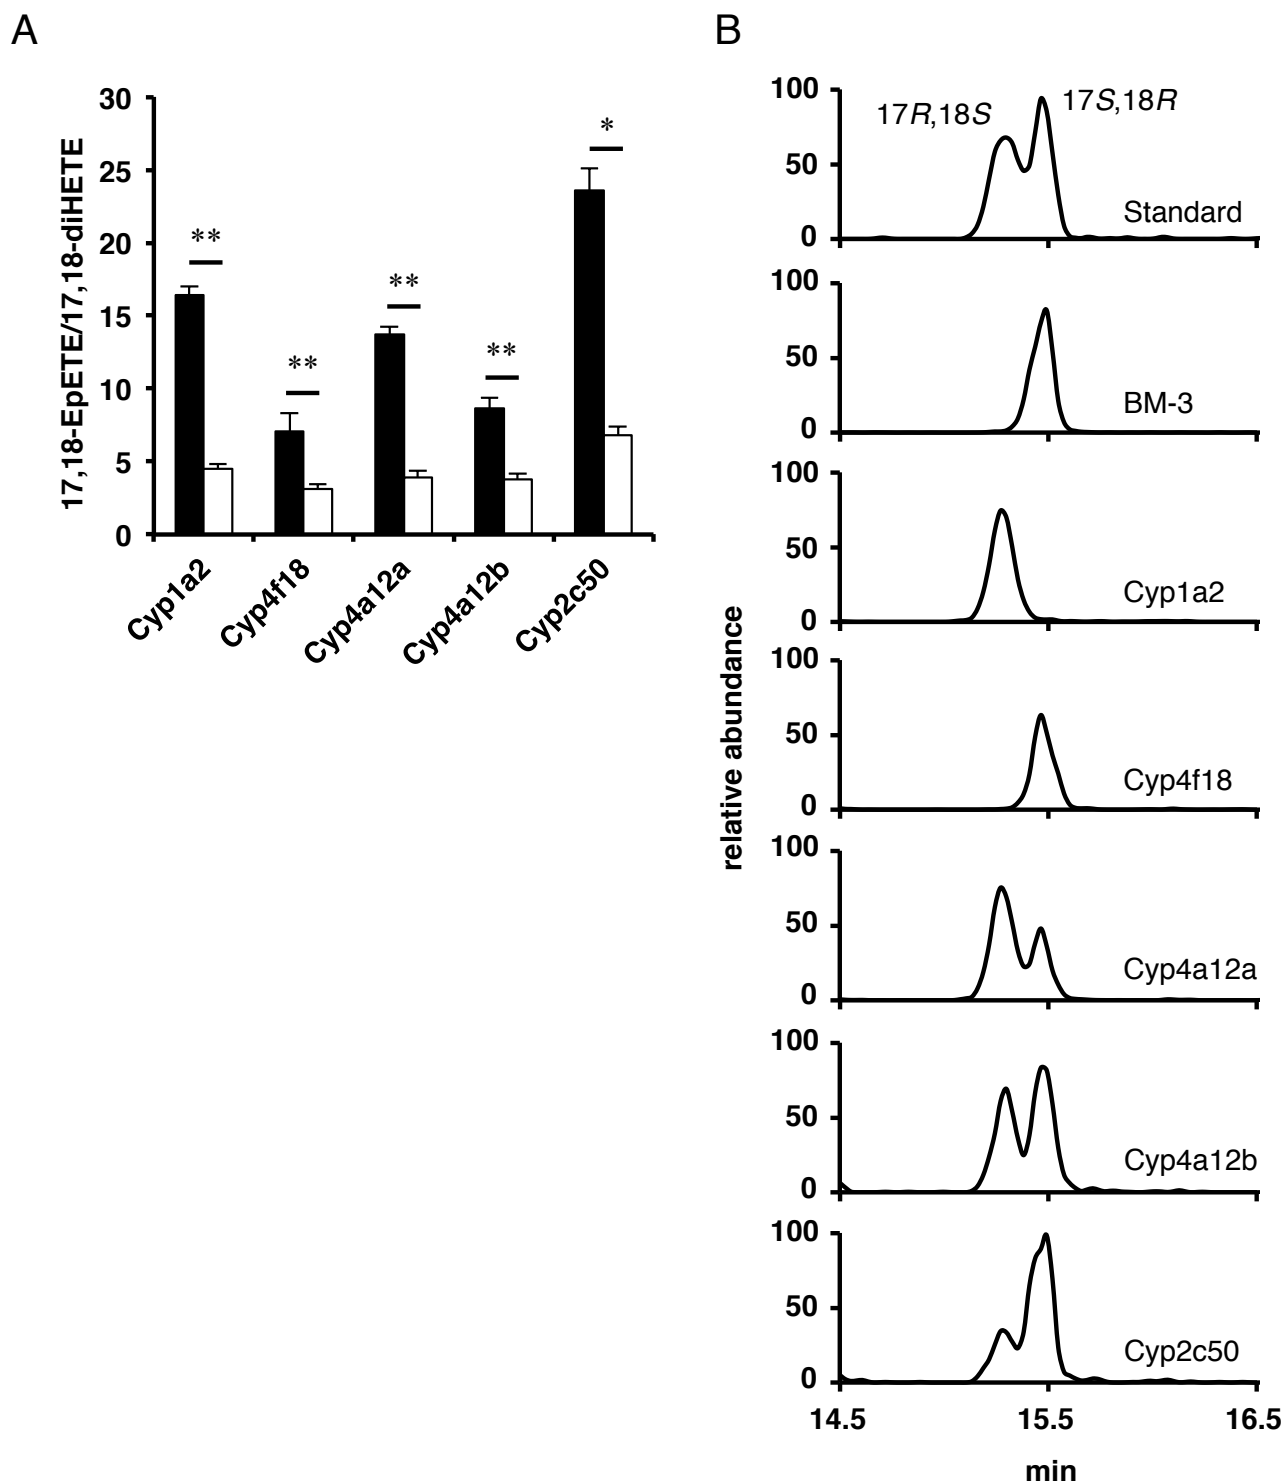 A
17,18-EpETE/17,18-diHETE
30
25
20
15
10
5
0
**
**
**
**
*
Cyp1a2
Cyp4f18
Cyp4a12a
Cyp4a12b
Cyp2c50
B
relative abundance
100
50
0
17R,18S
17S,18R
Standard
100
50
0
BM-3
100
50
0
Cyp1a2
100
50
0
Cyp4f18
100
50
0
Cyp4a12a
100
50
0
Cyp4a12b
100
50
0
Cyp2c50
14.5 15.5 16.5
min